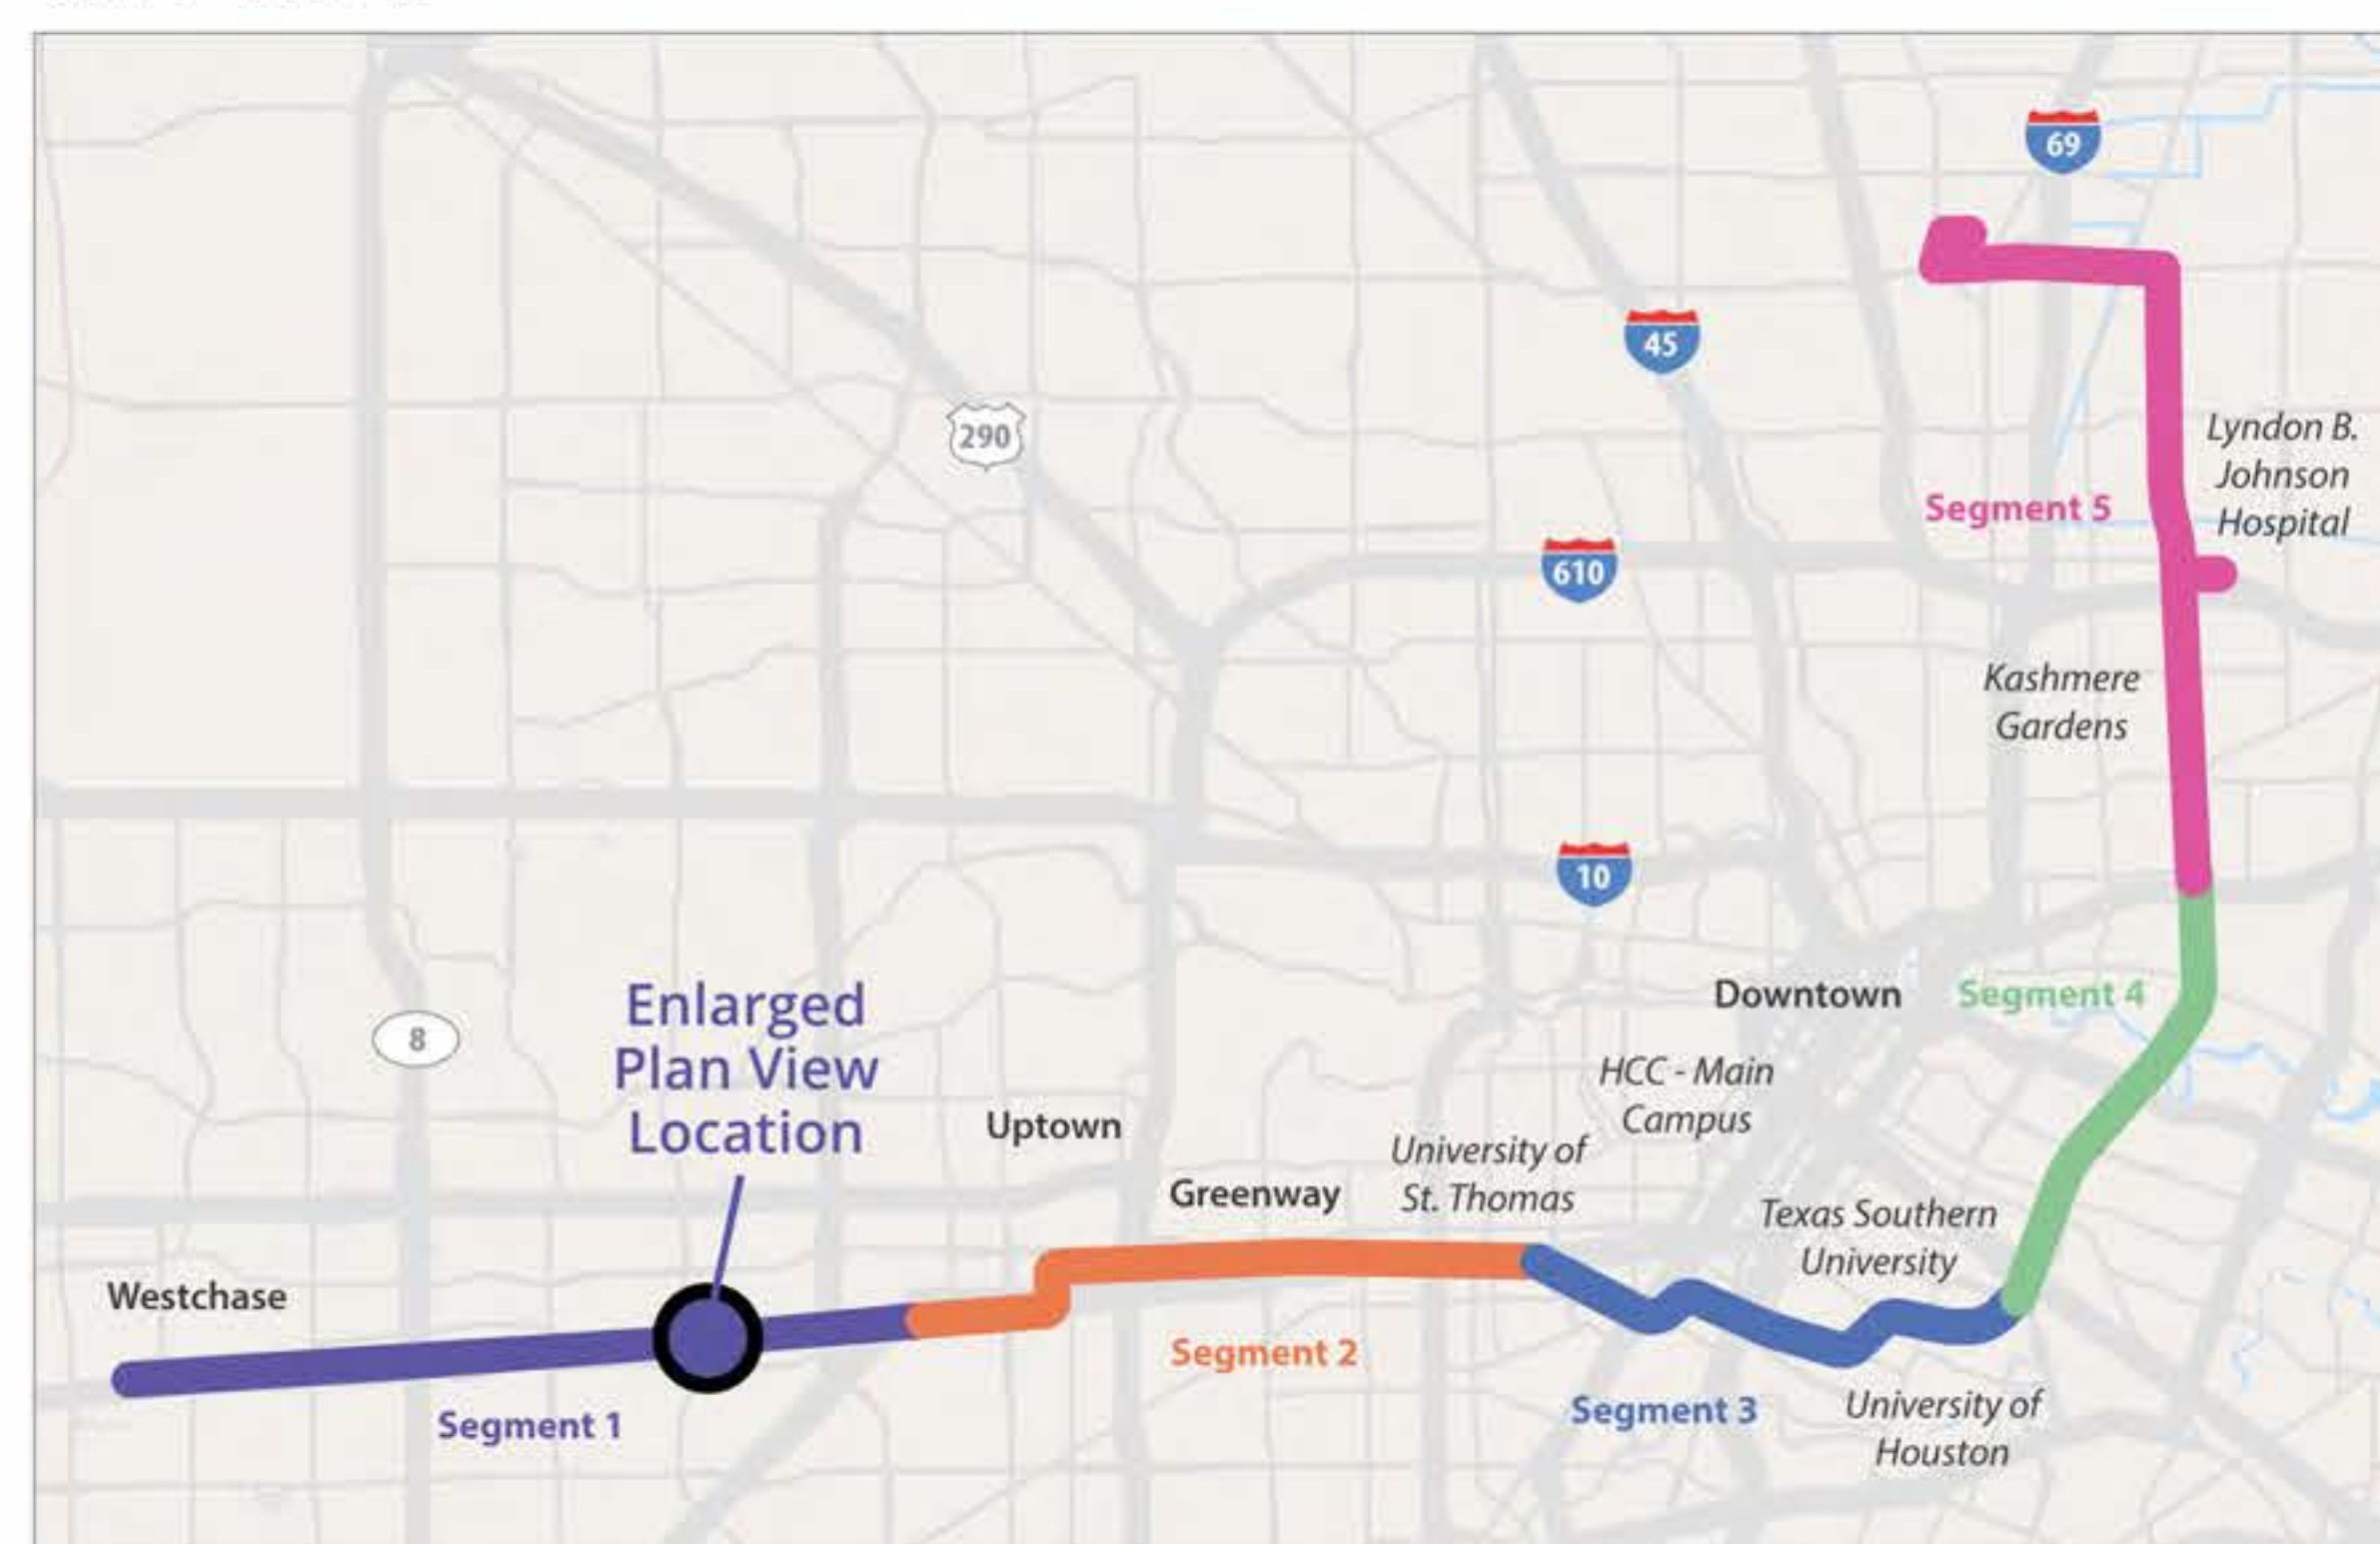 69
45
290
Lyndon B.
Johnson
Hospital
Segment 5
610
Kashmere
Gardens
10
Enlarged
Plan View
Location
Downtown
Segment 4
8
HCC - Main
Campus
Uptown
University of
St. Thomas
Greenway
Texas Southern
University
Westchase
Segment 2
Segment 1
Segment 3
University of
Houston